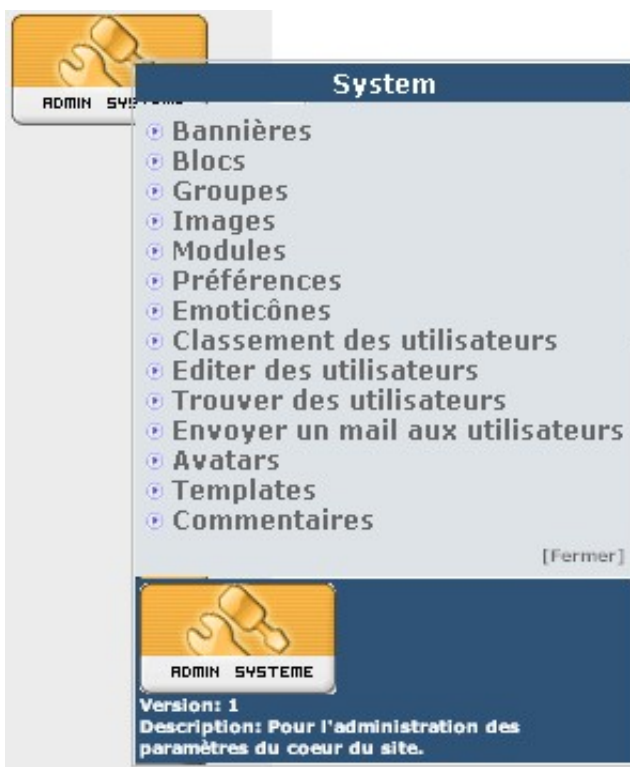 ADMIN
System
Bannières
Blocs
Groupes
Images
Modules
Préférences
Emoticônes
Classement des utilisateurs
Editer des utilisateurs
Trouver des utilisateurs
Envoyer un mail aux utilisateurs
Avatars
Templates
Commentaires
[Fermer]
ADMIN SYSTEME
Version: 1
Description: Pour l'administration des
paramètres du coeur du site.